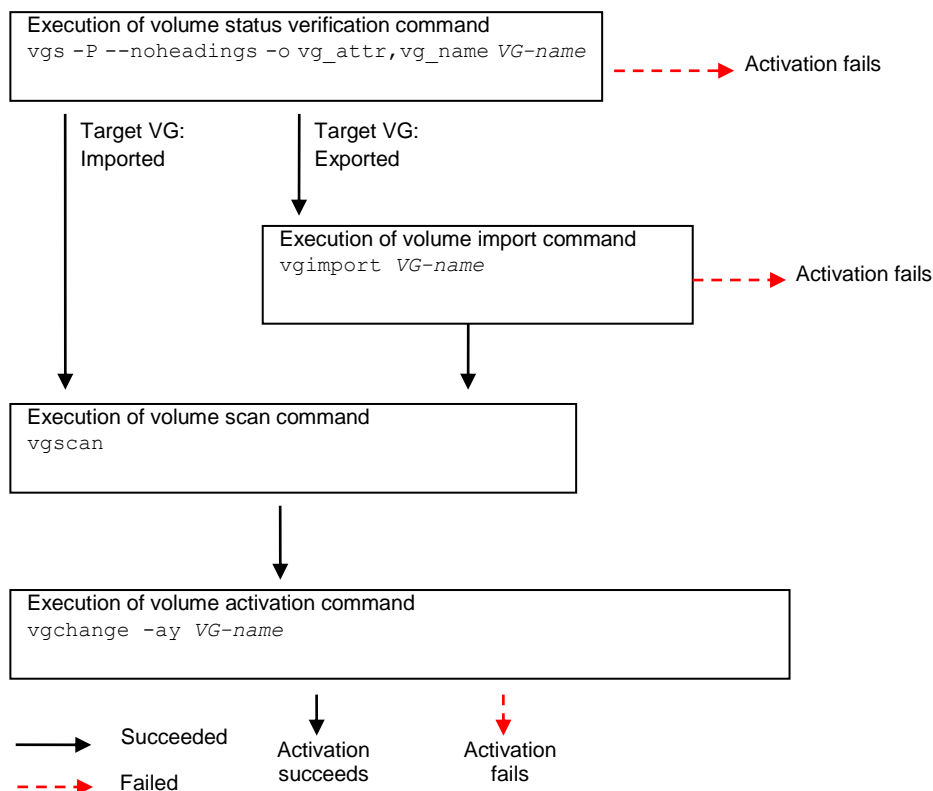 Execution of volume status verification command
vgs -P --noheadings -o vg_attr,vg_name VG-name
Activation fails
Target VG:
Imported
Target VG:
Exported
Execution of volume import command
vgimport VG-name
Activation fails
Execution of volume scan command
vgscan
Execution of volume activation command
vgchange -ay VG-name
Succeeded
Failed
Activation
succeeds
Activation
fails